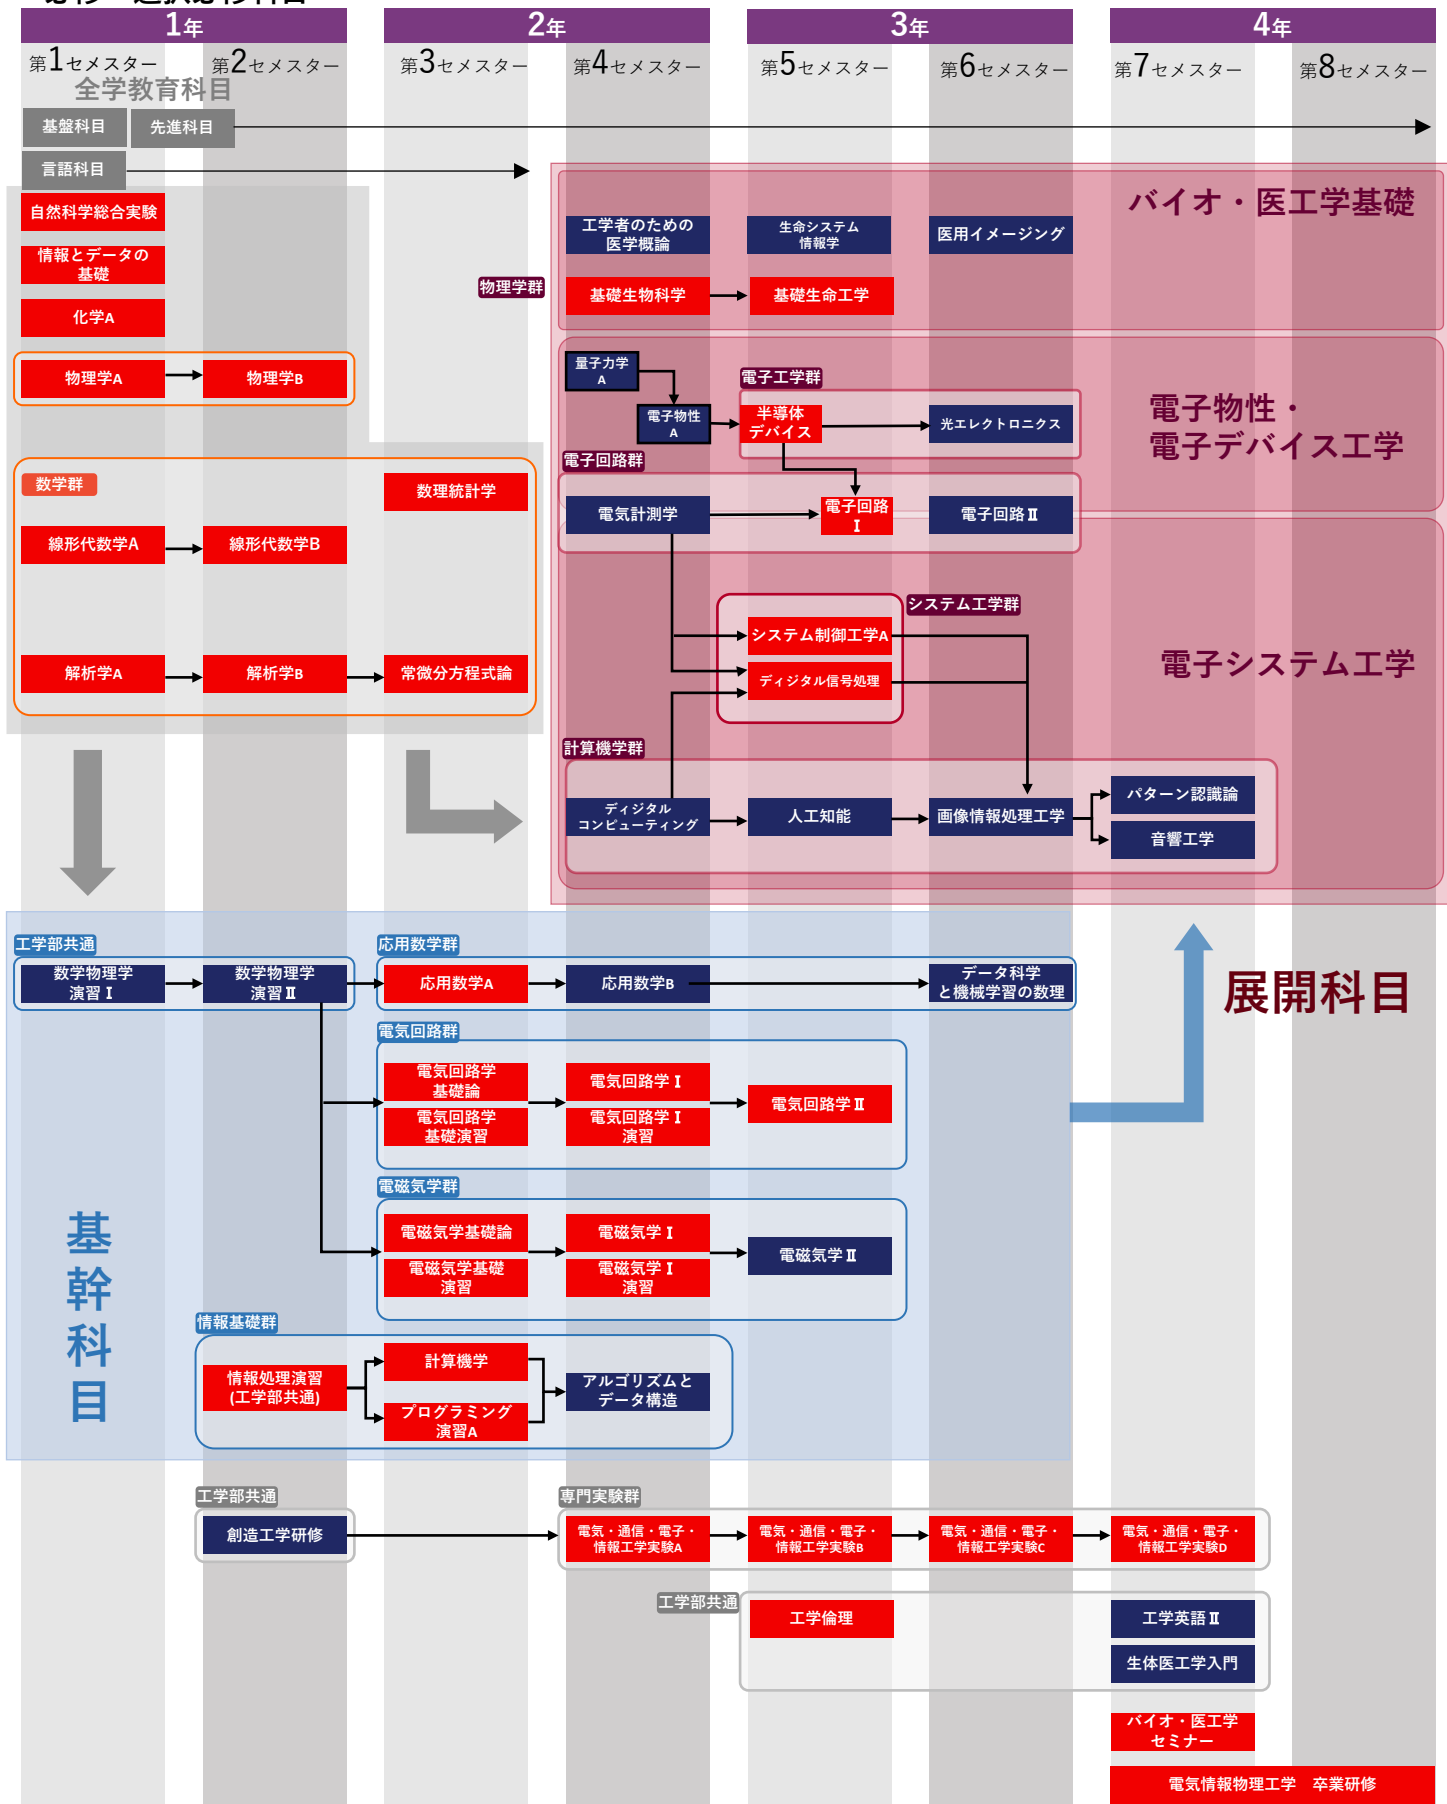 1年
2年
3年
4年
第1セメスター
第2セメスター
第3セメスター
第4セメスター
第5セメスター
第6セメスター
第7セメスター
第8セメスター
全学教育科目
基盤科目
先進科目
言語科目
自然科学総合実験
情報とデータの
基礎
化学A
物理学A
物理学B
数学群
数理統計学
線形代数学A
線形代数学B
解析学A
解析学B
常微分方程式論
バイオ・医工学基礎
工学者のための
医学概論
生命システム
情報学
医用イメージング
物理学群
基礎生物科学
基礎生命工学
量子力学
A
電子物性
A
電子工学群
半導体
デバイス
光エレクトロニクス
電子物性・
電子デバイス工学
電子回路群
電気計測学
電子回路
Ⅰ
電子回路Ⅱ
システム工学群
システム制御工学A
ディジタル信号処理
電子システム工学
計算機学群
ディジタル
コンピューティング
人工知能
画像情報処理工学
パターン認識論
音響工学
工学部共通
数学物理学
演習Ⅰ
数学物理学
演習Ⅱ
応用数学群
応用数学A
応用数学B
データ科学
と機械学習の数理
展開科目
電気回路群
電気回路学
基礎論
電気回路学
基礎演習
電気回路学Ⅰ
電気回路学Ⅰ
演習
電気回路学Ⅱ
電磁気学群
電磁気学基礎論
電磁気学基礎
演習
電磁気学Ⅰ
電磁気学Ⅰ
演習
電磁気学Ⅱ
基
幹
科
目
情報基礎群
情報処理演習
(工学部共通)
計算機学
プログラミング
演習A
アルゴリズムと
データ構造
工学部共通
創造工学研修
専門実験群
電気・通信・電子・
情報工学実験A
電気・通信・電子・
情報工学実験B
電気・通信・電子・
情報工学実験C
電気・通信・電子・
情報工学実験D
工学部共通
工学倫理
工学英語Ⅱ
生体医工学入門
バイオ・医工学
セミナー
電気情報物理工学　卒業研修